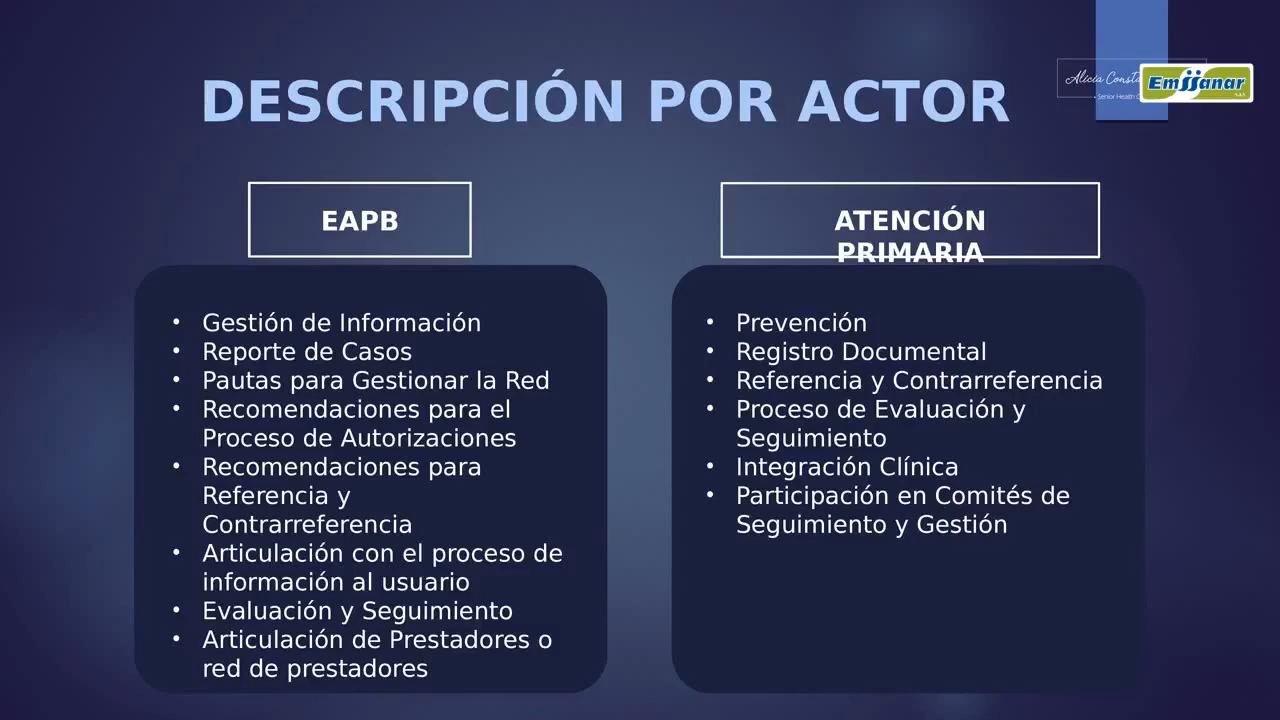 DESCRIPCIÓN POR ACTOR
Alicia
Emssanar
S.A.S.
Senior Health
EAPB
Gestión de Información
Reporte de Casos
Pautas para Gestionar la Red
Recomendaciones para el
Proceso de Autorizaciones
Recomendaciones para
Referencia y
Contrarreferencia
Articulación con el proceso de
información al usuario
Evaluación y Seguimiento
Articulación de Prestadores o
red de prestadores
ATENCIÓN
PRIMARIA
Prevención
Registro Documental
Referencia y Contrarreferencia
Proceso de Evaluación y
Seguimiento
Integración Clínica
Participación en Comités de
Seguimiento y Gestión